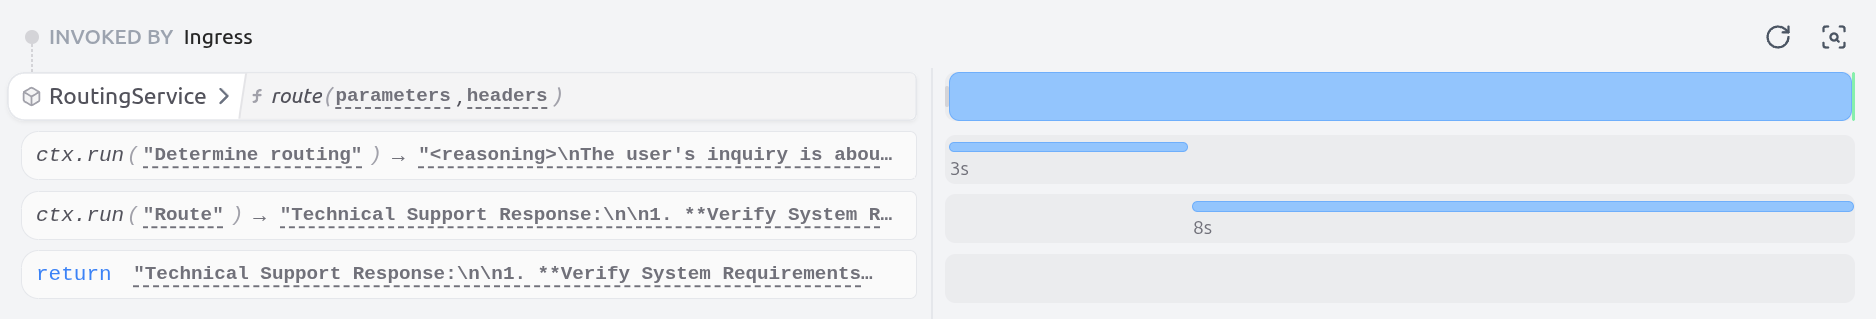 INVOKED BY Ingress
RoutingService > ƒ route(parameters ,headers)
ctx.run("Determine routing") → "<reasoning>\nThe user's inquiry is abou…
3s
ctx.run("Route") → "Technical Support Response:\n\n1. **Verify System R…
8s
return "Technical Support Response:\n\n1. **Verify System Requirements…